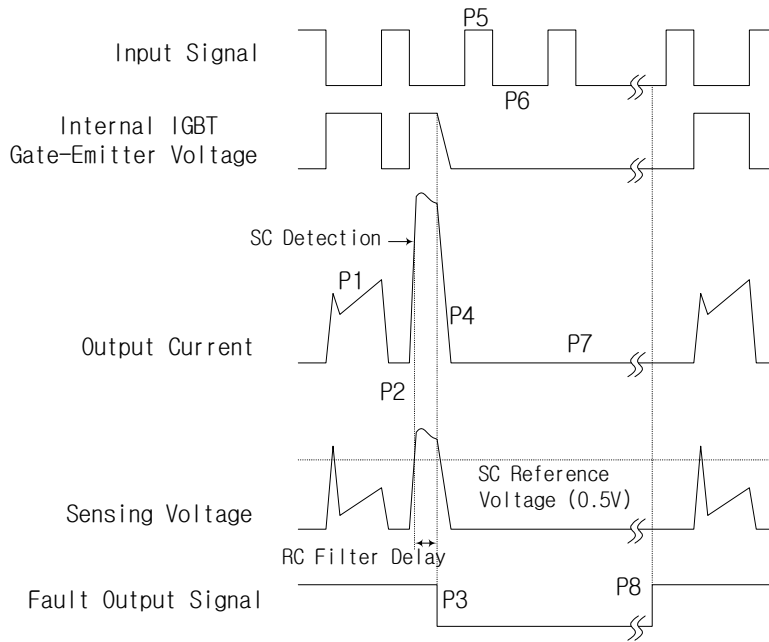 P5
Input Signal
P6
Internal IGBT
Gate-Emitter Voltage
SC Detection
P1
P4
Output Current
P7
P2
SC Reference
Voltage (0.5V)
Sensing Voltage
RC Filter Delay
Fault Output Signal
P3
P8